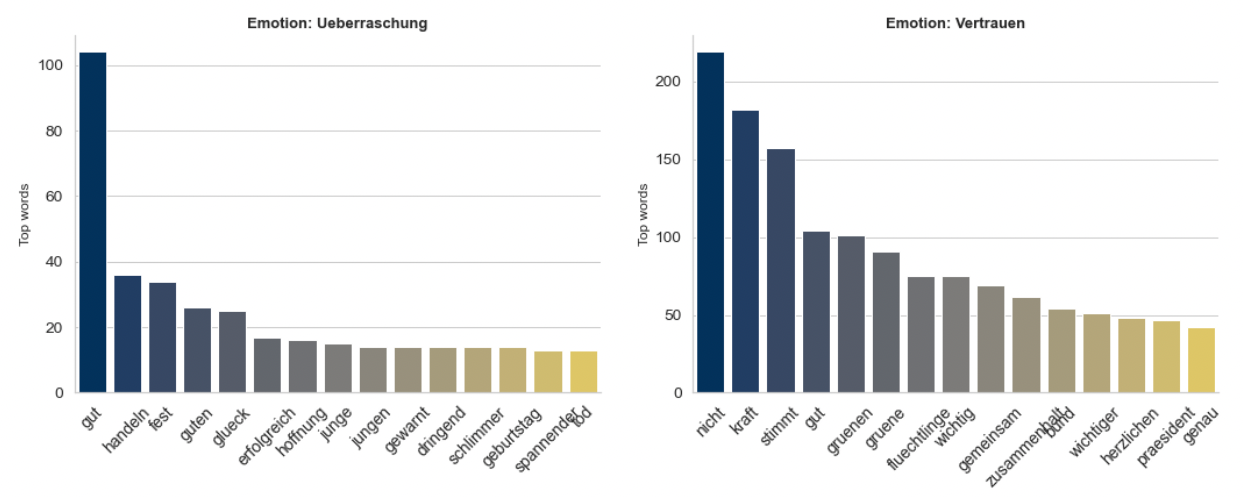 Emotion: Ueberraschung
Top words
100
80
60
40
20
0
gut
handeln
fest
guten
glueck
erfolgreich
hoffnung
junge
jungen
gewarnt
dringend
schlimmer
geburtstag
spannender
tod
Emotion: Vertrauen
Top words
200
150
100
50
0
nicht
kraft
stimmt
gut
gruenen
gruene
fluechtlinge
wichtig
gemeinsam
zusammenhalt
bund
wichtiger
herzlichen
praesident
genau